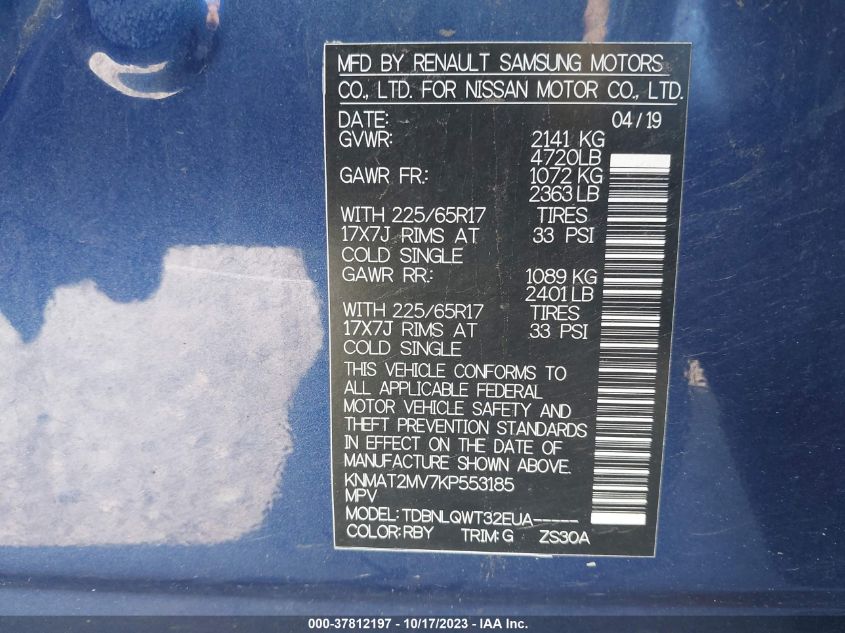 MFD BY RENAULT SAMSUNG MOTORS
CO., LTD. FOR NISSAN MOTOR CO., LTD.
DATE: 04/19
GVWR: 2141 KG
4720LB
GAWR FR.: 1072 KG
2363LB
WITH 225/65R17 TIRES
17X7J RIMS AT 33 PSI
COLD SINGLE
GAWR RR.: 1089 KG
2401LB
WITH 225/65R17 TIRES
17X7J RIMS AT 33 PSI
COLD SINGLE
THIS VEHICLE CONFORMS TO
ALL APPLICABLE FEDERAL
MOTOR VEHICLE SAFETY AND
THEFT PREVENTION STANDARDS
IN EFFECT ON THE DATE OF
MANUFACTURE SHOWN ABOVE.
KNMAT2MV7KP553185
MPV
MODEL:TDBNLQWT32EUA-----
COLOR:RBY TRIM:G ZS30A
000-37812197 - 10/17/2023 - IAA Inc.